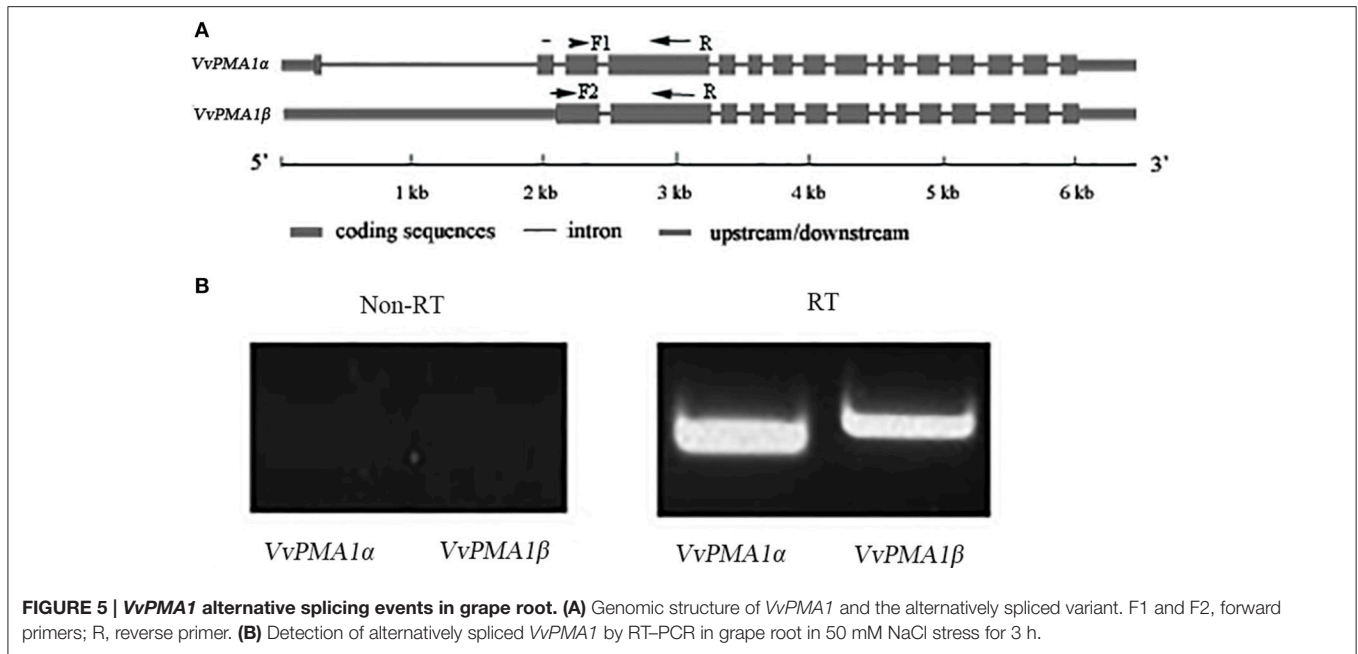 A
F1
R
VvPMA1α
F2
R
VvPMA1β
5'
3'
1 kb
2 kb
3 kb
4 kb
5 kb
6 kb
coding sequences
intron
upstream/downstream
B
Non-RT
RT
VvPMA1α
VvPMA1β
VvPMA1α
VvPMA1β
FIGURE 5 | VvPMA1 alternative splicing events in grape root. (A) Genomic structure of VvPMA1 and the alternatively spliced variant. F1 and F2, forward
primers; R, reverse primer. (B) Detection of alternatively spliced VvPMA1 by RT–PCR in grape root in 50 mM NaCl stress for 3 h.